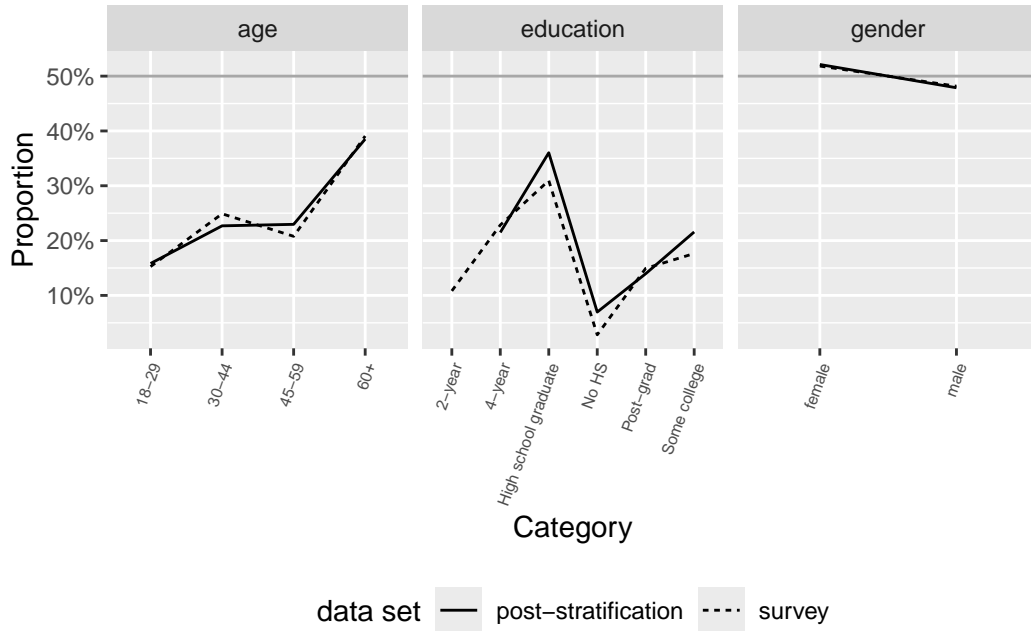 age education gender
50%
40%
30%
20%
10%
Proportion
18−29 30−44 45−59 60+ 2−year 4−year High school graduate No HS Post−grad Some college female male
Category
data set post−stratification survey